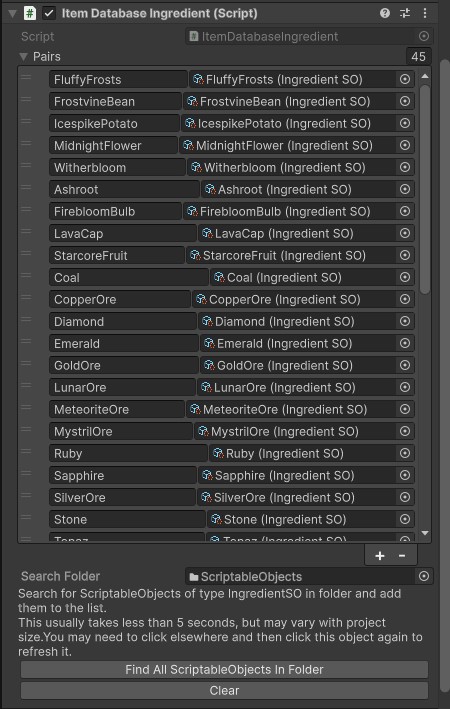 Item Database Ingredient (Script)
Script ItemDatabaseIngredient
Pairs 45
FluffyFrosts FluffyFrosts (Ingredient SO)
FrostvineBean FrostvineBean (Ingredient SO)
IcespikePotato IcespikePotato (Ingredient SO)
MidnightFlower MidnightFlower (Ingredient SO)
Witherbloom Witherbloom (Ingredient SO)
Ashroot Ashroot (Ingredient SO)
FirebloomBulb FirebloomBulb (Ingredient SO)
LavaCap LavaCap (Ingredient SO)
StarcoreFruit StarcoreFruit (Ingredient SO)
Coal Coal (Ingredient SO)
CopperOre CopperOre (Ingredient SO)
Diamond Diamond (Ingredient SO)
Emerald Emerald (Ingredient SO)
GoldOre GoldOre (Ingredient SO)
LunarOre LunarOre (Ingredient SO)
MeteoriteOre MeteoriteOre (Ingredient SO)
MystrilOre MystrilOre (Ingredient SO)
Ruby Ruby (Ingredient SO)
Sapphire Sapphire (Ingredient SO)
SilverOre SilverOre (Ingredient SO)
Stone Stone (Ingredient SO)
Topaz Topaz (Ingredient SO)
Search Folder ScriptableObjects
Search for ScriptableObjects of type IngredientSO in folder and add
them to the list.
This usually takes less than 5 seconds, but may vary with project
size.You may need to click elsewhere and then click this object again to
refresh it.
Find All ScriptableObjects In Folder
Clear